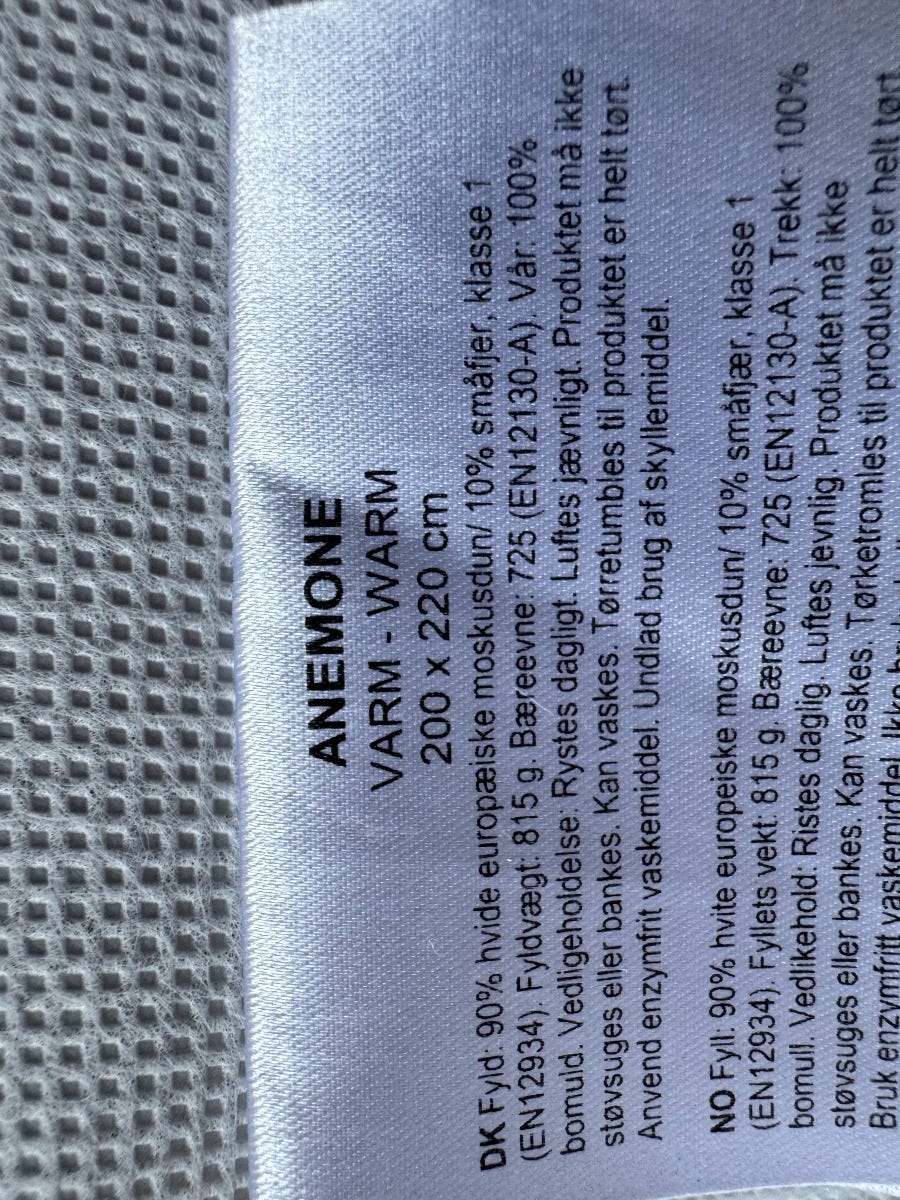 ANEMONE
VARM - WARM
200 x 220 cm
DK Fyld: 90% hvide europæiske moskusdun/ 10% småfjer, klasse 1
(EN12934). Fyldvægt: 815 g. Bæreevne: 725 (EN12130-A). Vår: 100%
bomuld. Vedligeholdelse: Rystes dagligt. Luftes jævnligt. Produktet må ikke
støvsuges eller bankes. Kan vaskes. Tørretumbles til produktet er helt tørt.
Anvend enzymfrit vaskemiddel. Undlad brug af skyllemiddel.
NO Fyll: 90% hvite europeiske moskusdun/ 10% småfjær, klasse 1
(EN12934). Fyllets vekt: 815 g. Bæreevne: 725 (EN12130-A). Trekk: 100%
bomull. Vedlikehold: Ristes daglig. Luftes jevnlig. Produktet må ikke
støvsuges eller bankes. Kan vaskes. Tørketromles til produktet er helt tørt.
Bruk enzymfritt vaskemiddel. Ikke